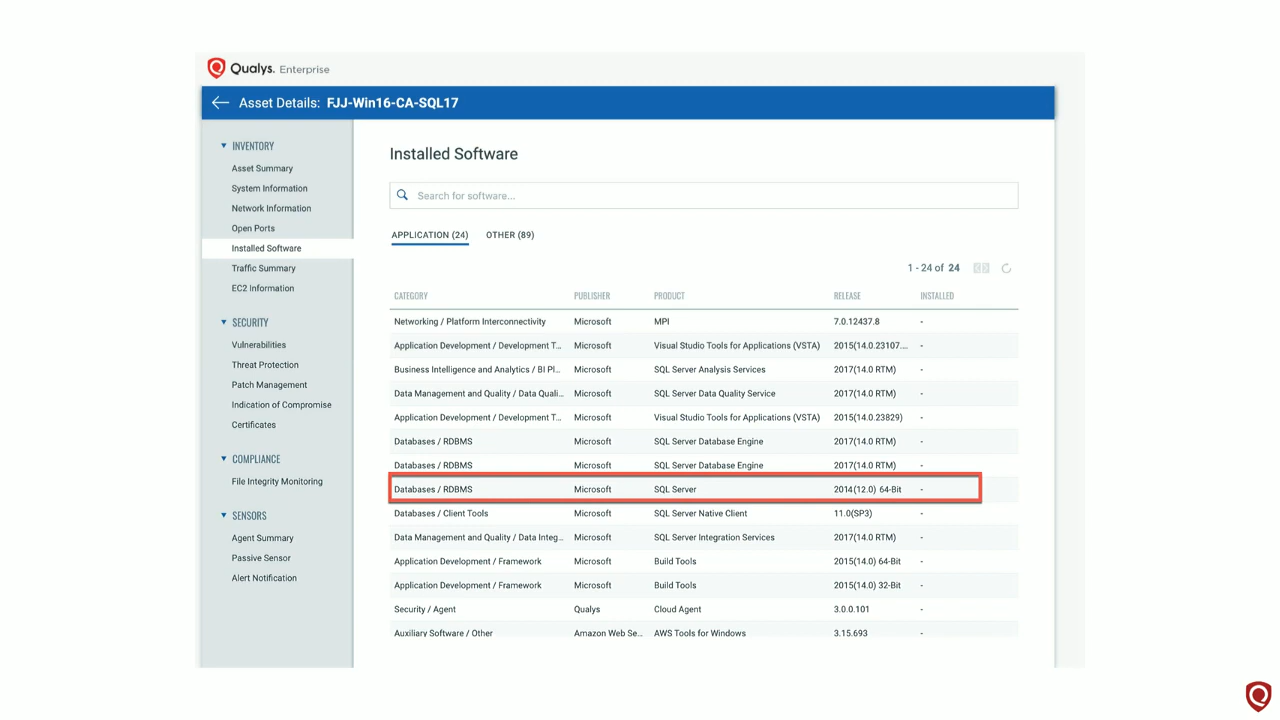 Qualys. Enterprise
Asset Details: FJJ-Win16-CA-SQL17
INVENTORY
Asset Summary
System Information
Network Information
Open Ports
Installed Software
Traffic Summary
EC2 Information
SECURITY
Vulnerabilities
Threat Protection
Patch Management
Indication of Compromise
Certificates
COMPLIANCE
File Integrity Monitoring
SENSORS
Agent Summary
Passive Sensor
Alert Notification
Installed Software
Search for software...
APPLICATION (24) OTHER (89)
1 - 24 of 24
CATEGORY PUBLISHER PRODUCT RELEASE INSTALLED
Networking / Platform Interconnectivity Microsoft MPI 7.0.12437.8 -
Application Development / Development T... Microsoft Visual Studio Tools for Applications (VSTA) 2015(14.0.23107.... -
Business Intelligence and Analytics / BI Pl... Microsoft SQL Server Analysis Services 2017(14.0 RTM) -
Data Management and Quality / Data Quali... Microsoft SQL Server Data Quality Service 2017(14.0 RTM) -
Application Development / Development T... Microsoft Visual Studio Tools for Applications (VSTA) 2015(14.0.23829) -
Databases / RDBMS Microsoft SQL Server Database Engine 2017(14.0 RTM) -
Databases / RDBMS Microsoft SQL Server Database Engine 2017(14.0 RTM) -
Databases / RDBMS Microsoft SQL Server 2014(12.0) 64-Bit -
Databases / Client Tools Microsoft SQL Server Native Client 11.0(SP3) -
Data Management and Quality / Data Integ... Microsoft SQL Server Integration Services 2017(14.0 RTM) -
Application Development / Framework Microsoft Build Tools 2015(14.0) 64-Bit -
Application Development / Framework Microsoft Build Tools 2015(14.0) 32-Bit -
Security / Agent Qualys Cloud Agent 3.0.0.101 -
Auxiliary Software / Other Amazon Web Se... AWS Tools for Windows 3.15.693 -